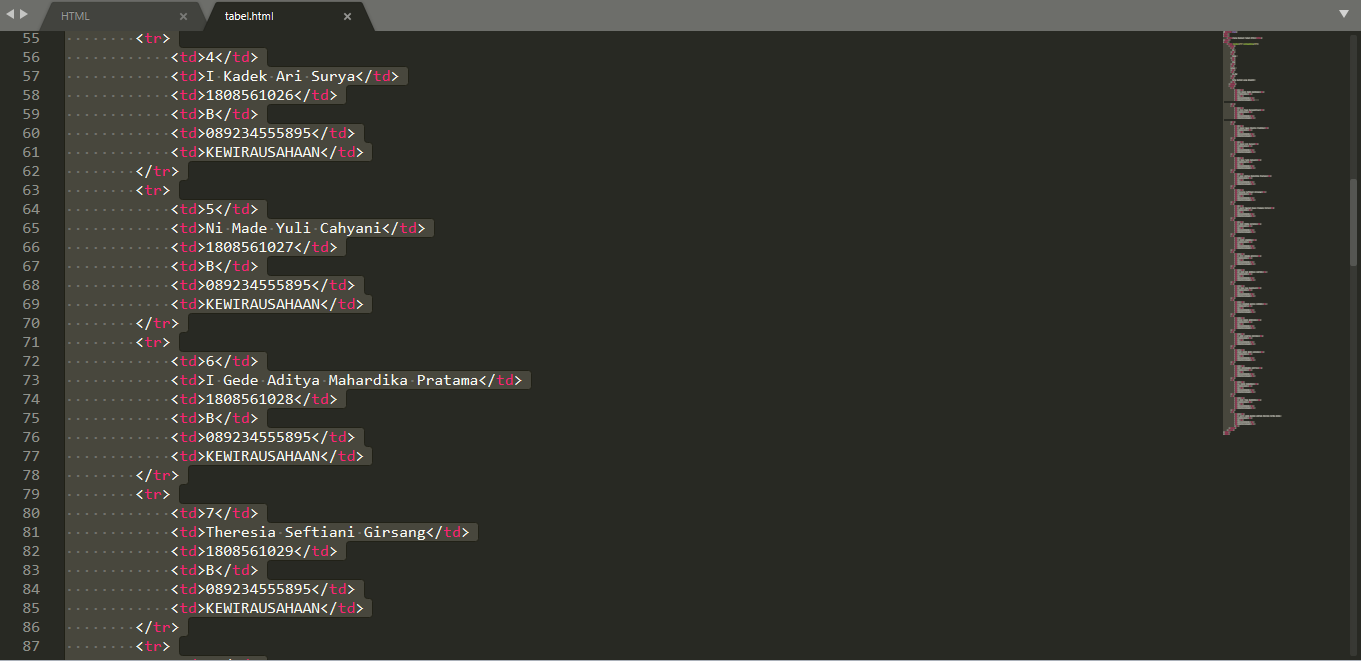 HTML
tabel.html
55 <tr>
56 <td>4</td>
57 <td>I Kadek Ari Surya</td>
58 <td>1808561026</td>
59 <td>B</td>
60 <td>089234555895</td>
61 <td>KEWIRAUSAHAAN</td>
62 </tr>
63 <tr>
64 <td>5</td>
65 <td>Ni Made Yuli Cahyani</td>
66 <td>1808561027</td>
67 <td>B</td>
68 <td>089234555895</td>
69 <td>KEWIRAUSAHAAN</td>
70 </tr>
71 <tr>
72 <td>6</td>
73 <td>I Gede Aditya Mahardika Pratama</td>
74 <td>1808561028</td>
75 <td>B</td>
76 <td>089234555895</td>
77 <td>KEWIRAUSAHAAN</td>
78 </tr>
79 <tr>
80 <td>7</td>
81 <td>Theresia Seftiani Girsang</td>
82 <td>1808561029</td>
83 <td>B</td>
84 <td>089234555895</td>
85 <td>KEWIRAUSAHAAN</td>
86 </tr>
87 <tr>